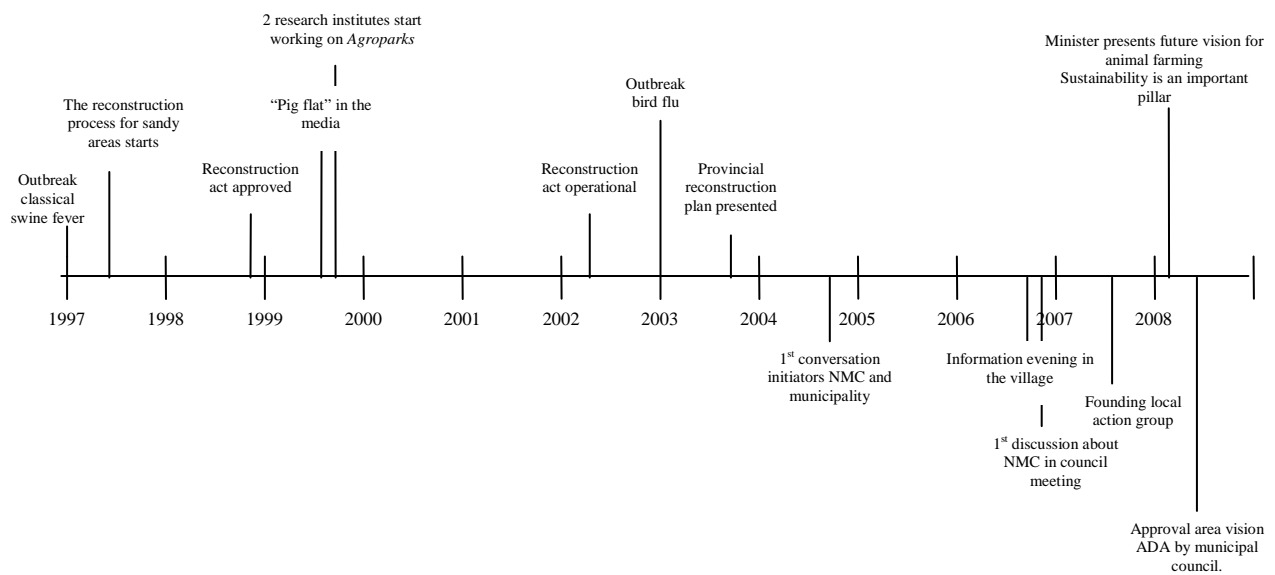 2 research institutes start
working on Agroparks
Minister presents future vision for
animal farming
Sustainability is an important
pillar
Outbreak
bird flu
The reconstruction
process for sandy
areas starts
“Pig flat” in the
media
Reconstruction
act approved
Reconstruction
act operational
Provincial
reconstruction
plan presented
Outbreak
classical
swine fever
1997 1998 1999 2000 2001 2002 2003 2004 2005 2006 2007 2008
1st conversation
initiators NMC and
municipality
Information evening in
the village
Founding local
action group
1st discussion about
NMC in council
meeting
Approval area vision
ADA by municipal
council.